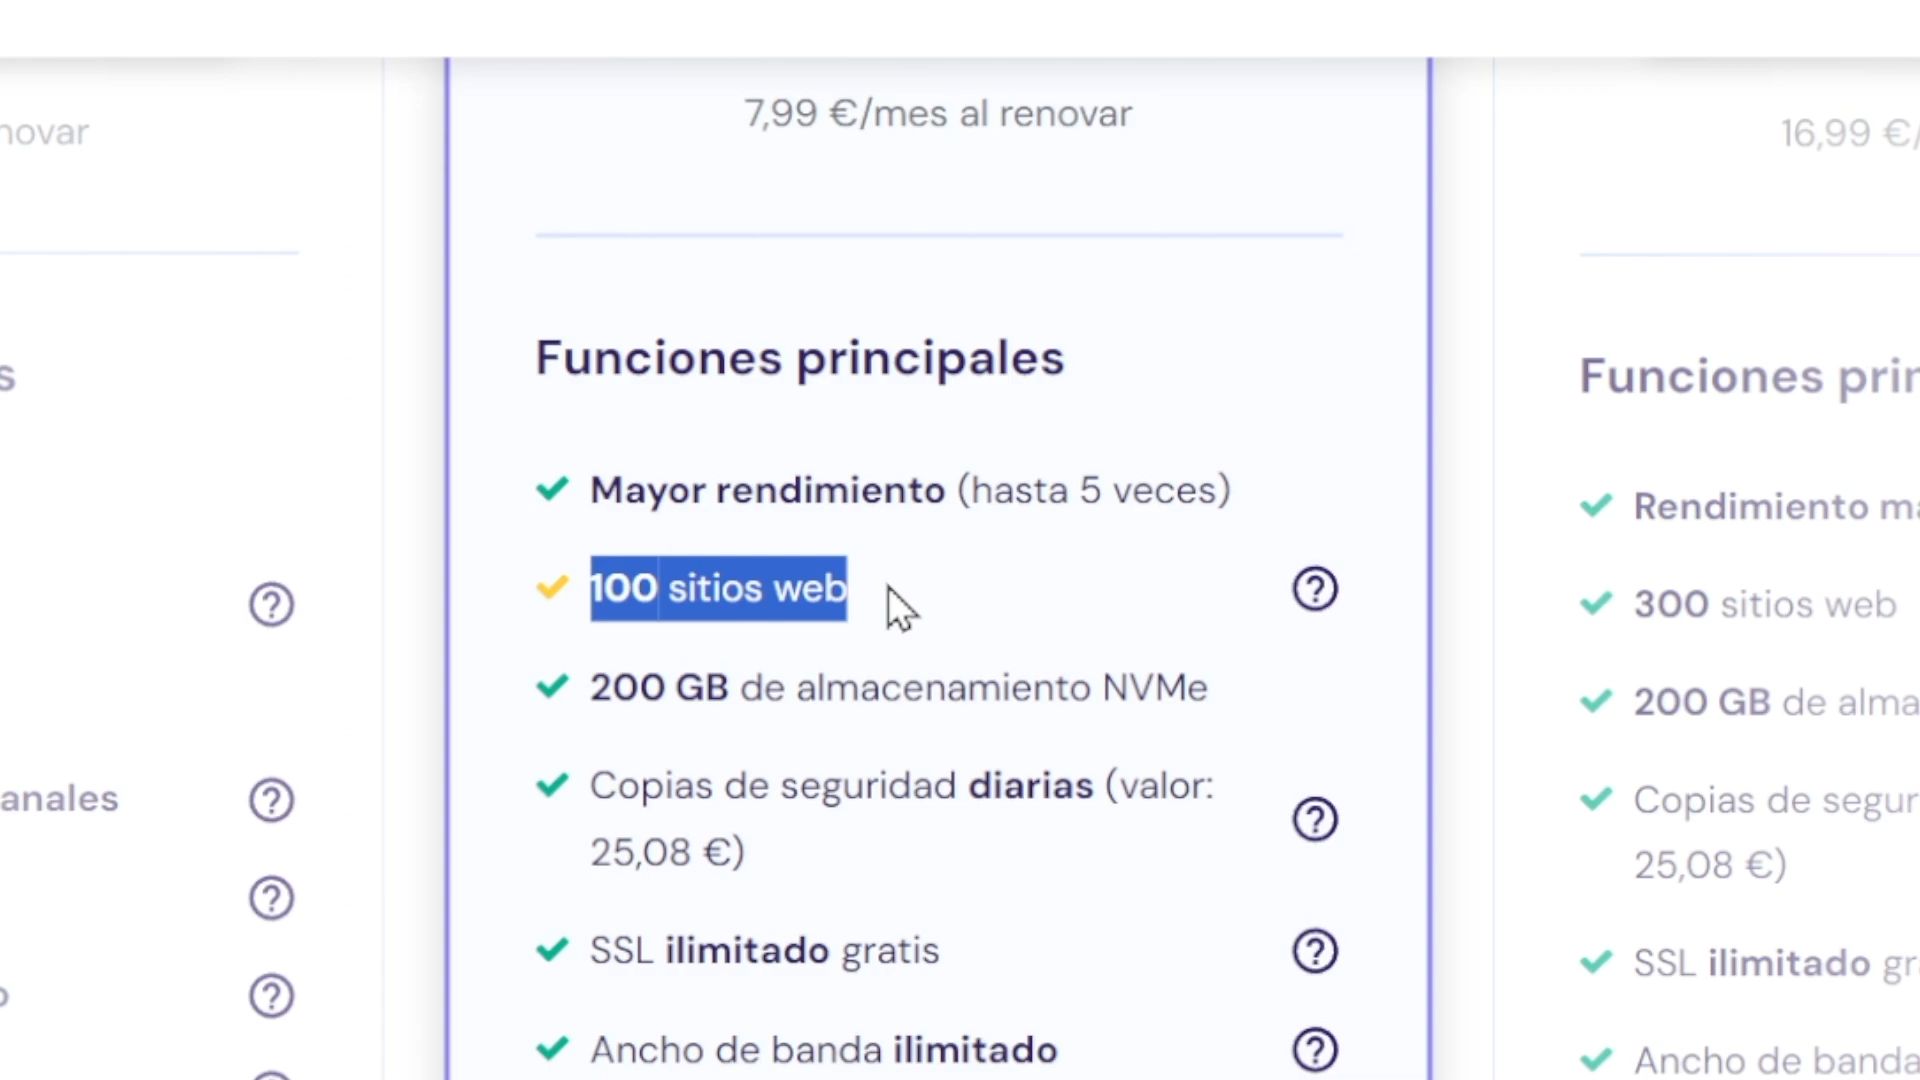 novar
s
anales
o
7,99 €/mes al renovar
Funciones principales
Mayor rendimiento (hasta 5 veces)
100 sitios web
200 GB de almacenamiento NVMe
Copias de seguridad diarias (valor:
25,08 €)
SSL ilimitado gratis
Ancho de banda ilimitado
16,99 €/
Funciones prin
Rendimiento ma
300 sitios web
200 GB de alma
Copias de segur
25,08 €)
SSL ilimitado gra
Ancho de banda